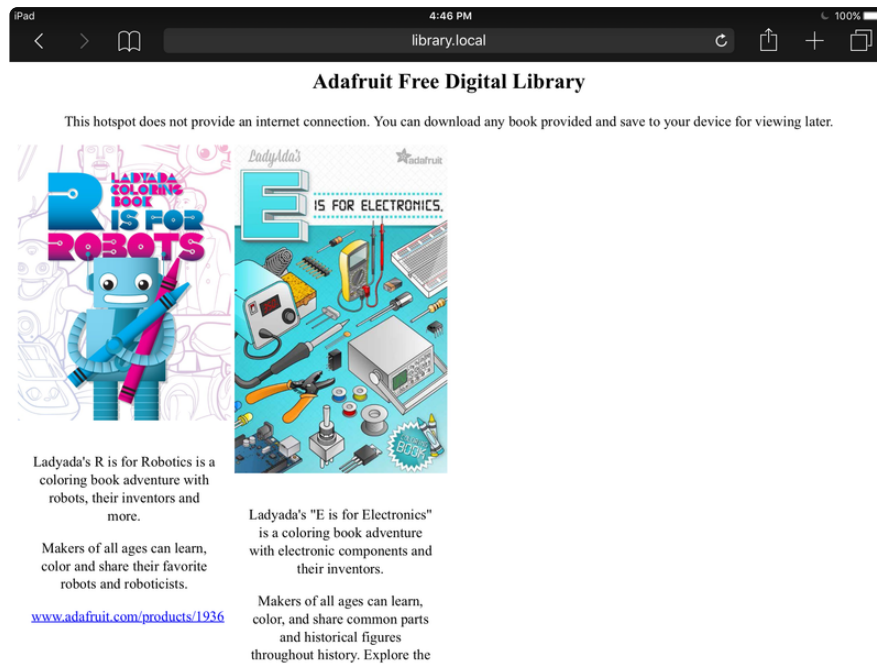 iPad
4:46 PM
100%
library.local
Adafruit Free Digital Library
This hotspot does not provide an internet connection. You can download any book provided and save to your device for viewing later.
LADYADA
COLORING
BOOK
R
IS FOR
ROBOTS
LadyAda's
adafruit
E
IS FOR ELECTRONICS.
BOOK
Ladyada's R is for Robotics is a
coloring book adventure with
robots, their inventors and
more.
Makers of all ages can learn,
color and share their favorite
robots and roboticists.
www.adafruit.com/products/1936
Ladyada's "E is for Electronics"
is a coloring book adventure
with electronic components and
their inventors.
Makers of all ages can learn,
color, and share common parts
and historical figures
throughout history. Explore the